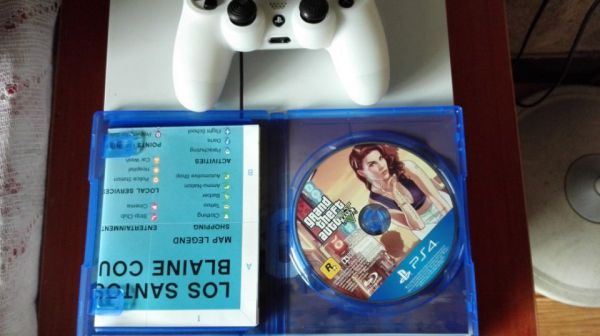 LOS SANTOS
BLAINE COU
MAP LEGEND
SHOPPING
Clothing
Tattoo
Barber
Ammu-Nation
Automotive Shop
ACTIVITIES
Parachuting
Darts
Flight School
ENTERTAINMENT
Strip Club
Cinema
LOCAL SERVICES
Police Station
Hospital
Car Wash
POINTS
A
B
1
grand
theft
auto
V
R
PS4